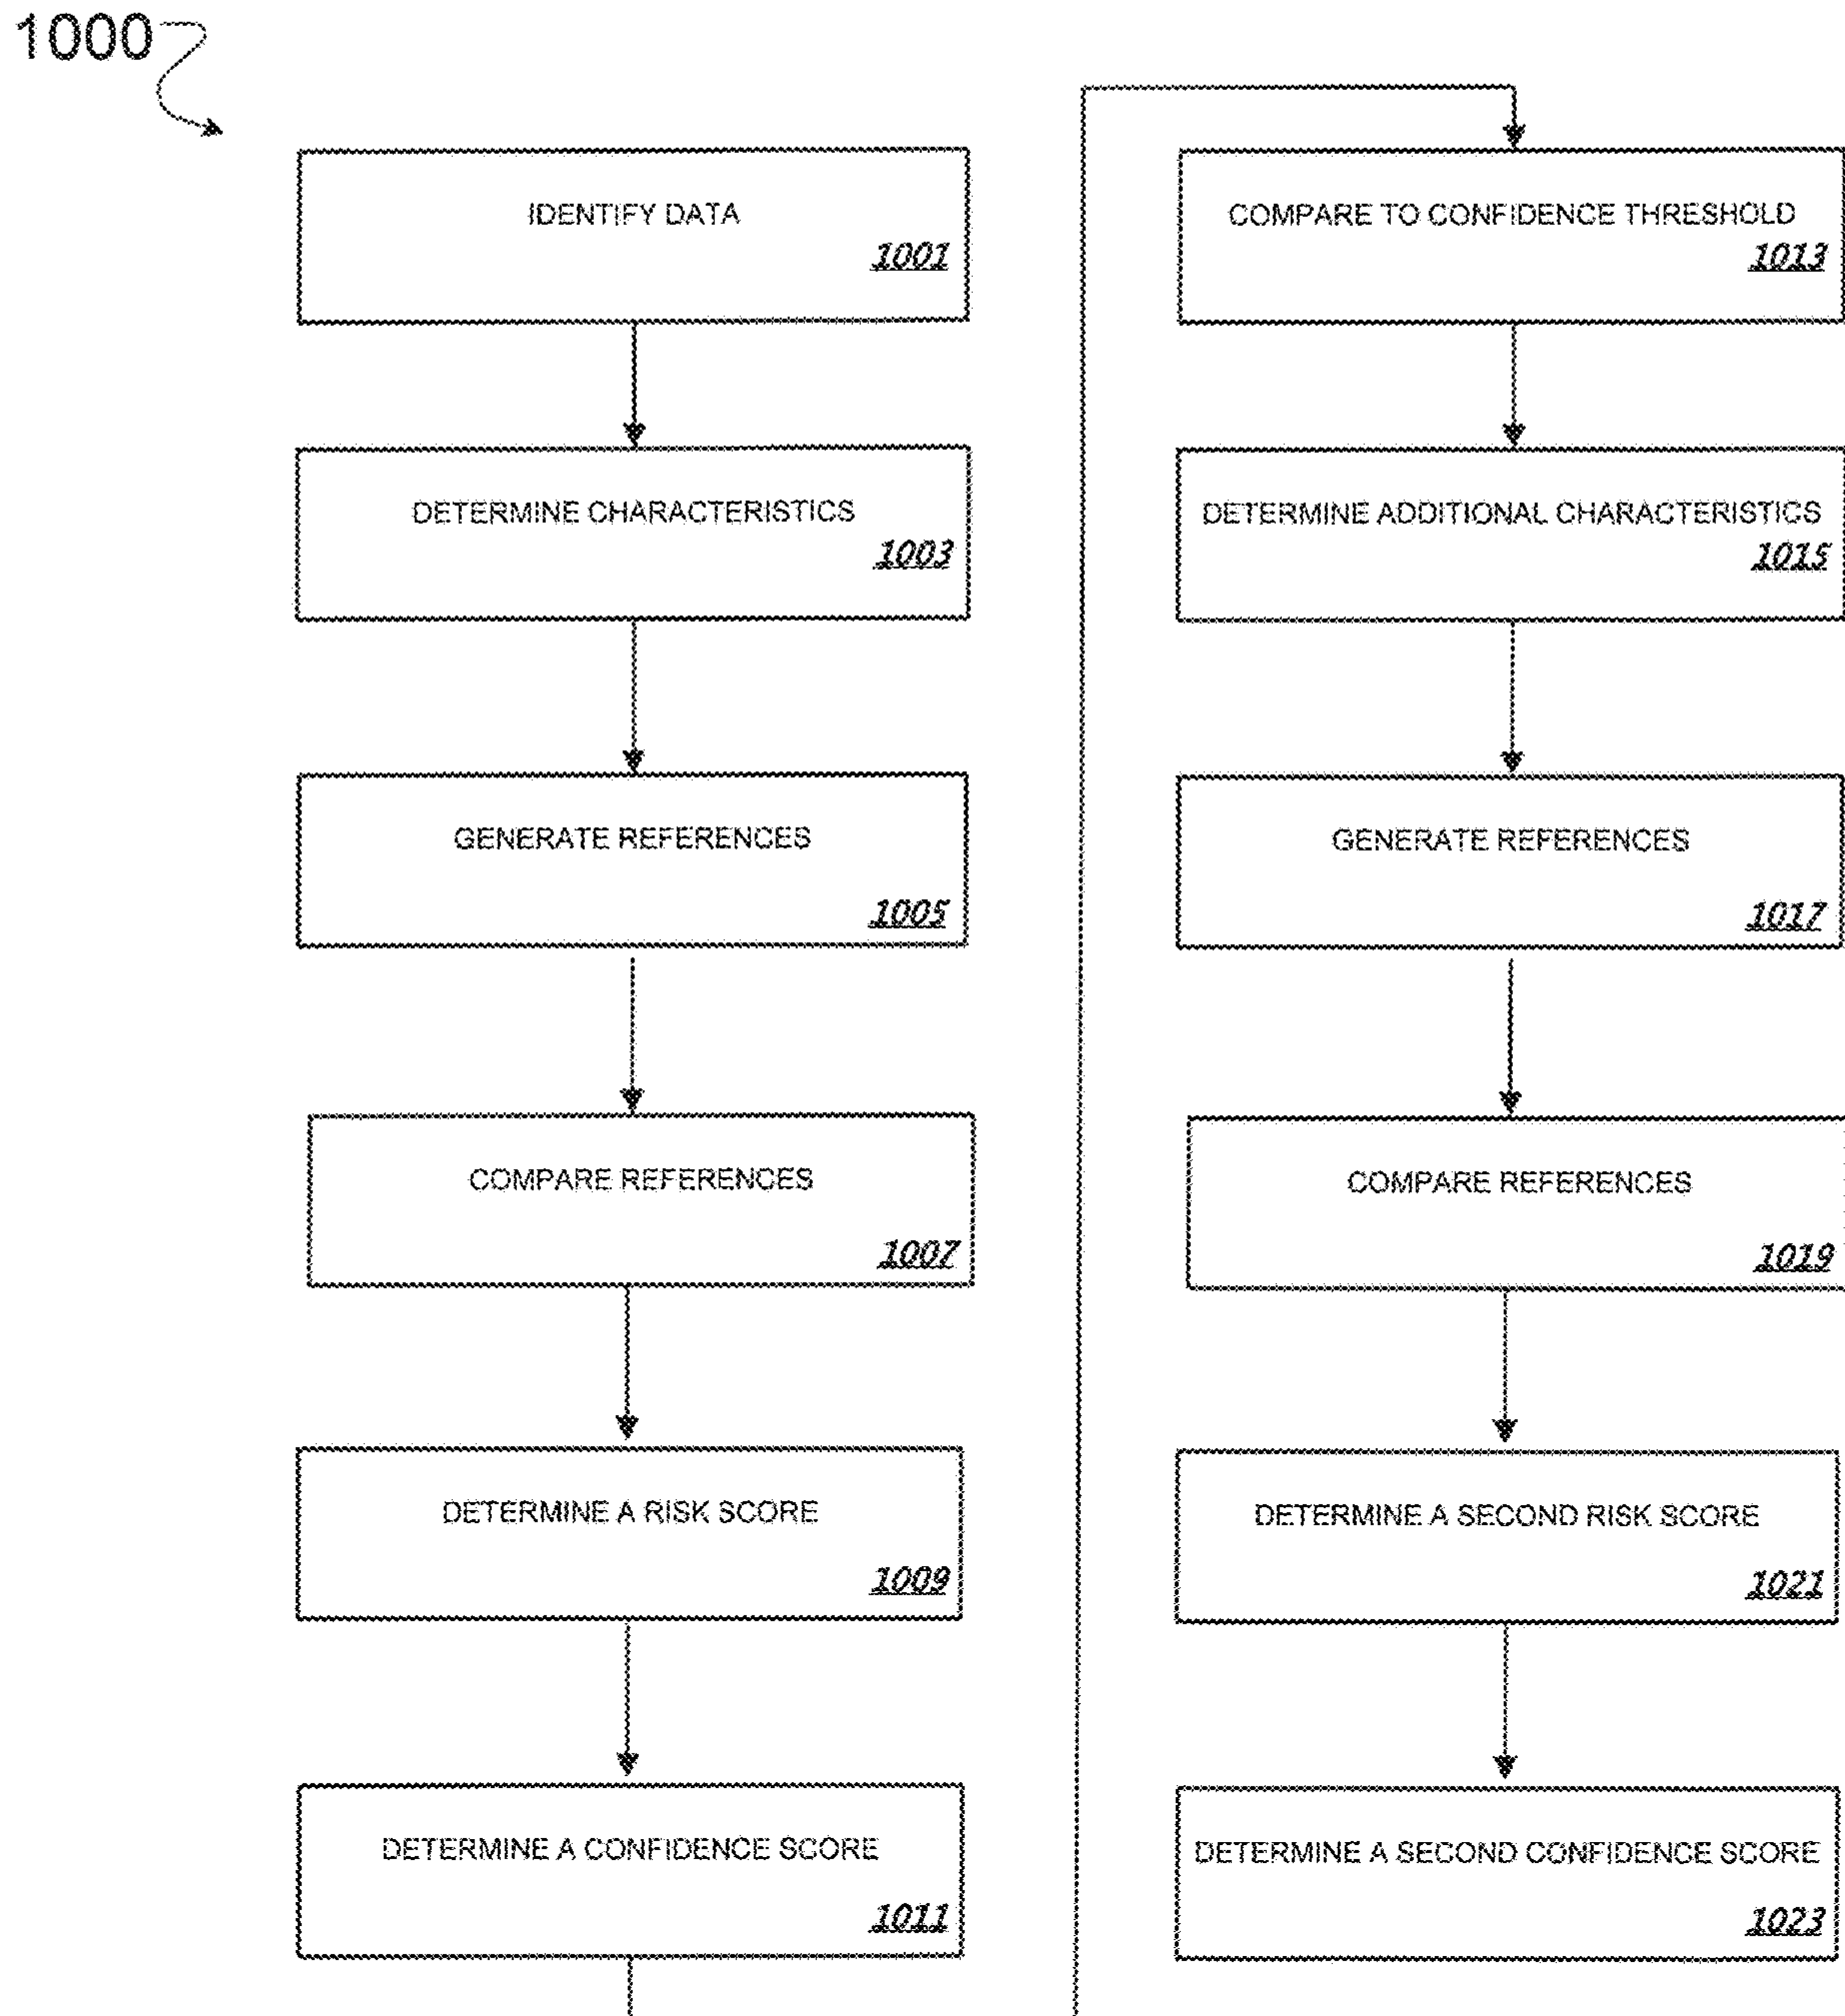 1000
IDENTIFY DATA
1001
DETERMINE CHARACTERISTICS
1003
GENERATE REFERENCES
1005
COMPARE REFERENCES
1007
DETERMINE A RISK SCORE
1009
DETERMINE A CONFIDENCE SCORE
1011
COMPARE TO CONFIDENCE THRESHOLD
1013
DETERMINE ADDITIONAL CHARACTERISTICS
1015
GENERATE REFERENCES
1017
COMPARE REFERENCES
1019
DETERMINE A SECOND RISK SCORE
1021
DETERMINE A SECOND CONFIDENCE SCORE
1023